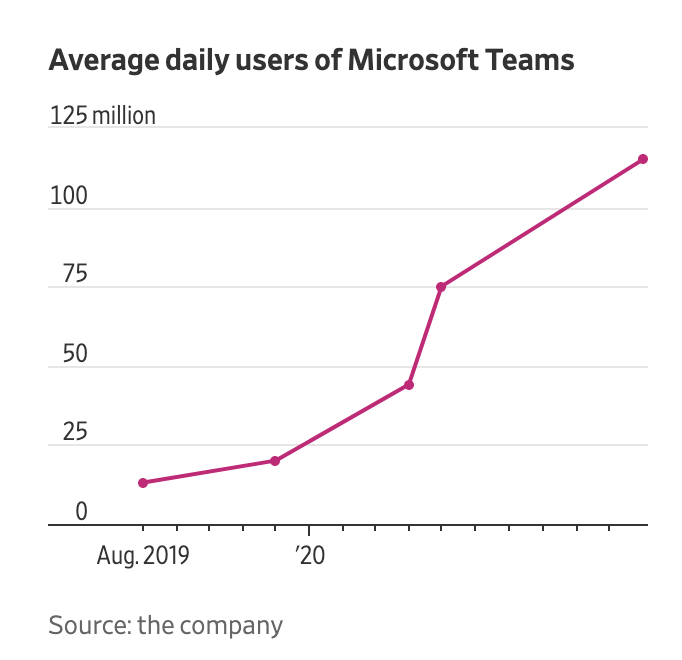 Average daily users of Microsoft Teams
125 million
100
75
50
25
0
Aug. 2019 ’20
Source: the company